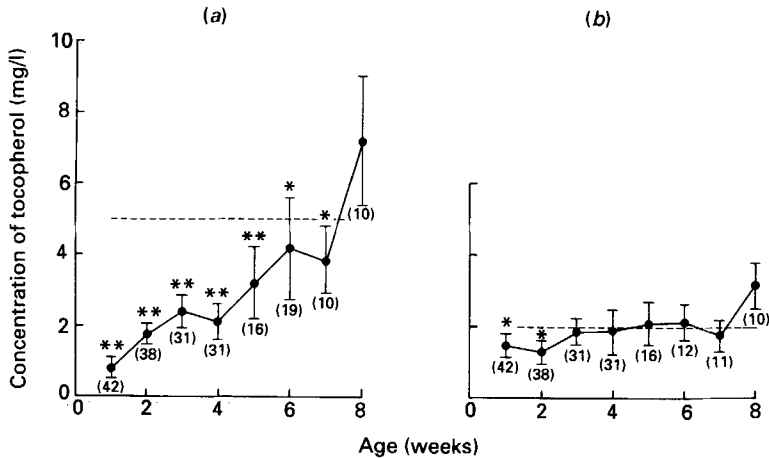 (a) (b)
Concentration of tocopherol (mg/l)
10
8
6
4
2
0
** ** ** ** ** * *
(42) (38) (31) (31) (16) (19) (10) (10)
0 2 4 6 8
* *
(42) (38) (31) (31) (16) (12) (11) (10)
0 2 4 6 8
Age (weeks)